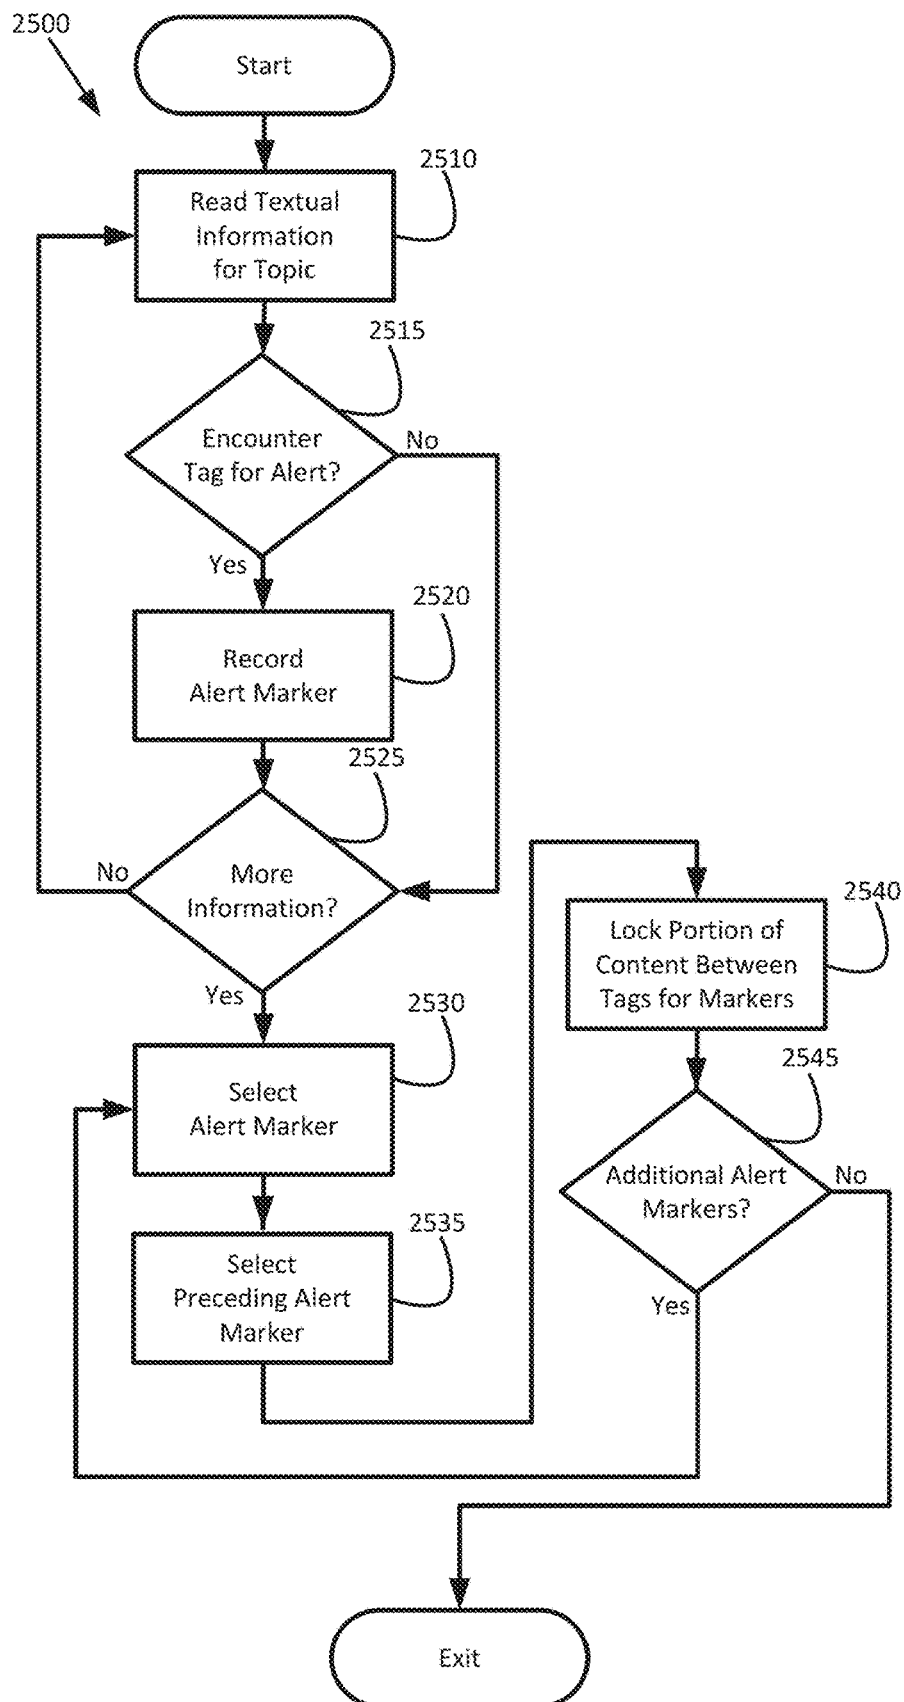 2500
Start
2510
Read Textual
Information
for Topic
2515
Encounter
Tag for Alert?
No
Yes
2520
Record
Alert Marker
2525
No
More
Information?
Yes
2530
Select
Alert Marker
2535
Select
Preceding Alert
Marker
2540
Lock Portion of
Content Between
Tags for Markers
2545
Additional Alert
Markers?
No
Yes
Exit